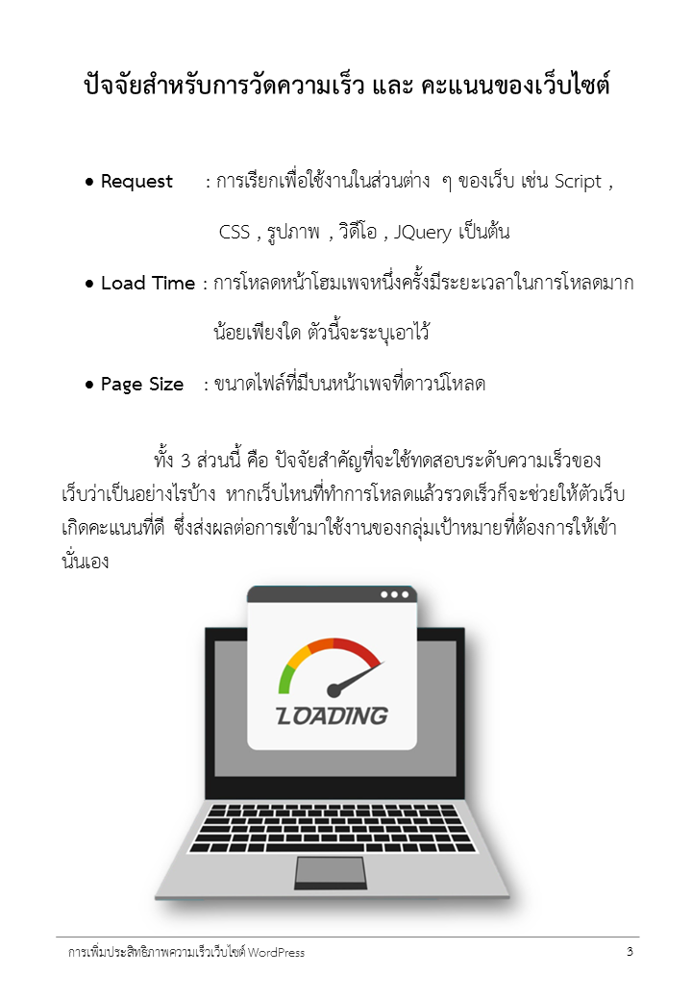 ปัจจัยสำหรับการวัดความเร็ว และ คะแนนของเว็บไซต์
• Request : การเรียกเพื่อใช้งานในส่วนต่าง ๆ ของเว็บ เช่น Script ,
CSS , รูปภาพ , วิดีโอ , JQuery เป็นต้น
• Load Time : การโหลดหน้าโฮมเพจหนึ่งครั้งมีระยะเวลาในการโหลดมาก
น้อยเพียงใด ตัวนี้จะระบุเอาไว้
• Page Size : ขนาดไฟล์ที่มีบนหน้าเพจที่ดาวน์โหลด
ทั้ง 3 ส่วนนี้ คือ ปัจจัยสำคัญที่จะใช้ทดสอบระดับความเร็วของ
เว็บว่าเป็นอย่างไรบ้าง หากเว็บไหนที่ทำการโหลดแล้วรวดเร็วก็จะช่วยให้ตัวเว็บ
เกิดคะแนนที่ดี ซึ่งส่งผลต่อการเข้ามาใช้งานของกลุ่มเป้าหมายที่ต้องการให้เข้า
นั่นเอง
LOADING
การเพิ่มประสิทธิภาพความเร็วเว็บไซต์ WordPress 3